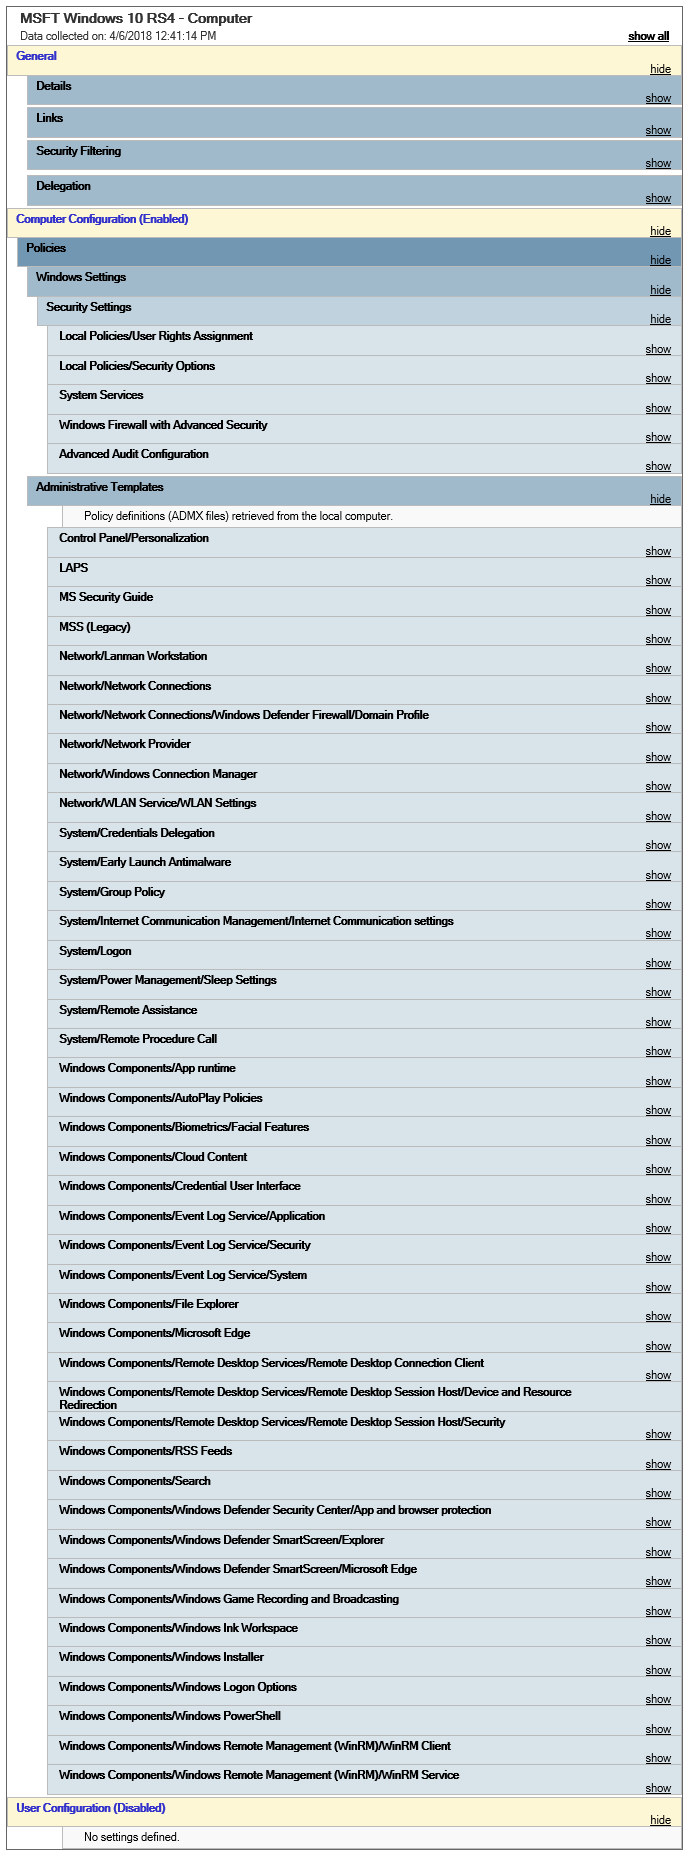 MSFT Windows 10 RS4 - Computer
Data collected on: 4/6/2018 12:41:14 PM
show all
General
hide
Details
show
Links
show
Security Filtering
show
Delegation
show
Computer Configuration (Enabled)
hide
Policies
hide
Windows Settings
hide
Security Settings
hide
Local Policies/User Rights Assignment
show
Local Policies/Security Options
show
System Services
show
Windows Firewall with Advanced Security
show
Advanced Audit Configuration
show
Administrative Templates
hide
Policy definitions (ADMX files) retrieved from the local computer.
Control Panel/Personalization
show
LAPS
show
MS Security Guide
show
MSS (Legacy)
show
Network/Lanman Workstation
show
Network/Network Connections
show
Network/Network Connections/Windows Defender Firewall/Domain Profile
show
Network/Network Provider
show
Network/Windows Connection Manager
show
Network/WLAN Service/WLAN Settings
show
System/Credentials Delegation
show
System/Early Launch Antimalware
show
System/Group Policy
show
System/Internet Communication Management/Internet Communication settings
show
System/Logon
show
System/Power Management/Sleep Settings
show
System/Remote Assistance
show
System/Remote Procedure Call
show
Windows Components/App runtime
show
Windows Components/AutoPlay Policies
show
Windows Components/Biometrics/Facial Features
show
Windows Components/Cloud Content
show
Windows Components/Credential User Interface
show
Windows Components/Event Log Service/Application
show
Windows Components/Event Log Service/Security
show
Windows Components/Event Log Service/System
show
Windows Components/File Explorer
show
Windows Components/Microsoft Edge
show
Windows Components/Remote Desktop Services/Remote Desktop Connection Client
show
Windows Components/Remote Desktop Services/Remote Desktop Session Host/Device and Resource
Redirection
Windows Components/Remote Desktop Services/Remote Desktop Session Host/Security
show
Windows Components/RSS Feeds
show
Windows Components/Search
show
Windows Components/Windows Defender Security Center/App and browser protection
show
Windows Components/Windows Defender SmartScreen/Explorer
show
Windows Components/Windows Defender SmartScreen/Microsoft Edge
show
Windows Components/Windows Game Recording and Broadcasting
show
Windows Components/Windows Ink Workspace
show
Windows Components/Windows Installer
show
Windows Components/Windows Logon Options
show
Windows Components/Windows PowerShell
show
Windows Components/Windows Remote Management (WinRM)/WinRM Client
show
Windows Components/Windows Remote Management (WinRM)/WinRM Service
show
User Configuration (Disabled)
hide
No settings defined.